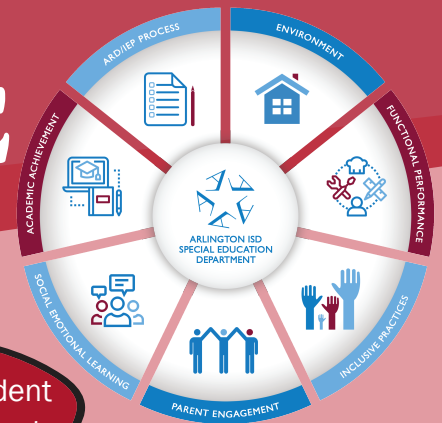 ARD/IEP PROCESS
ENVIRONMENT
FUNCTIONAL PERFORMANCE
INCLUSIVE PRACTICES
PARENT ENGAGEMENT
SOCIAL EMOTIONAL LEARNING
ACADEMIC ACHIEVEMENT
ARLINGTON ISD
SPECIAL EDUCATION
DEPARTMENT